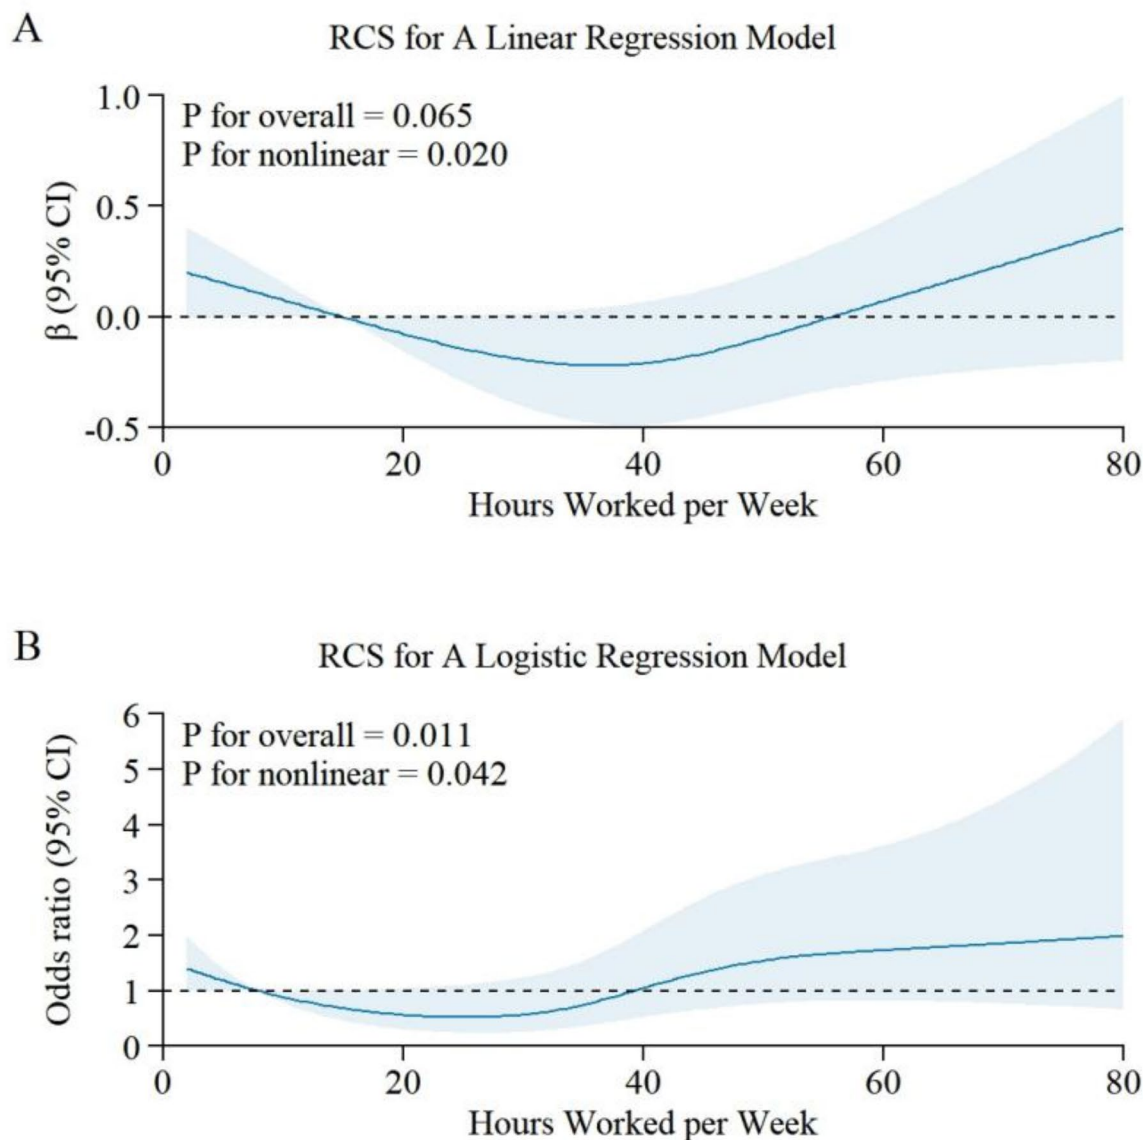 A
RCS for A Linear Regression Model
P for overall = 0.065
P for nonlinear = 0.020
β (95% CI)
1.0
0.5
0.0
-0.5
0 20 40 60 80
Hours Worked per Week
B
RCS for A Logistic Regression Model
P for overall = 0.011
P for nonlinear = 0.042
Odds ratio (95% CI)
6
5
4
3
2
1
0
0 20 40 60 80
Hours Worked per Week